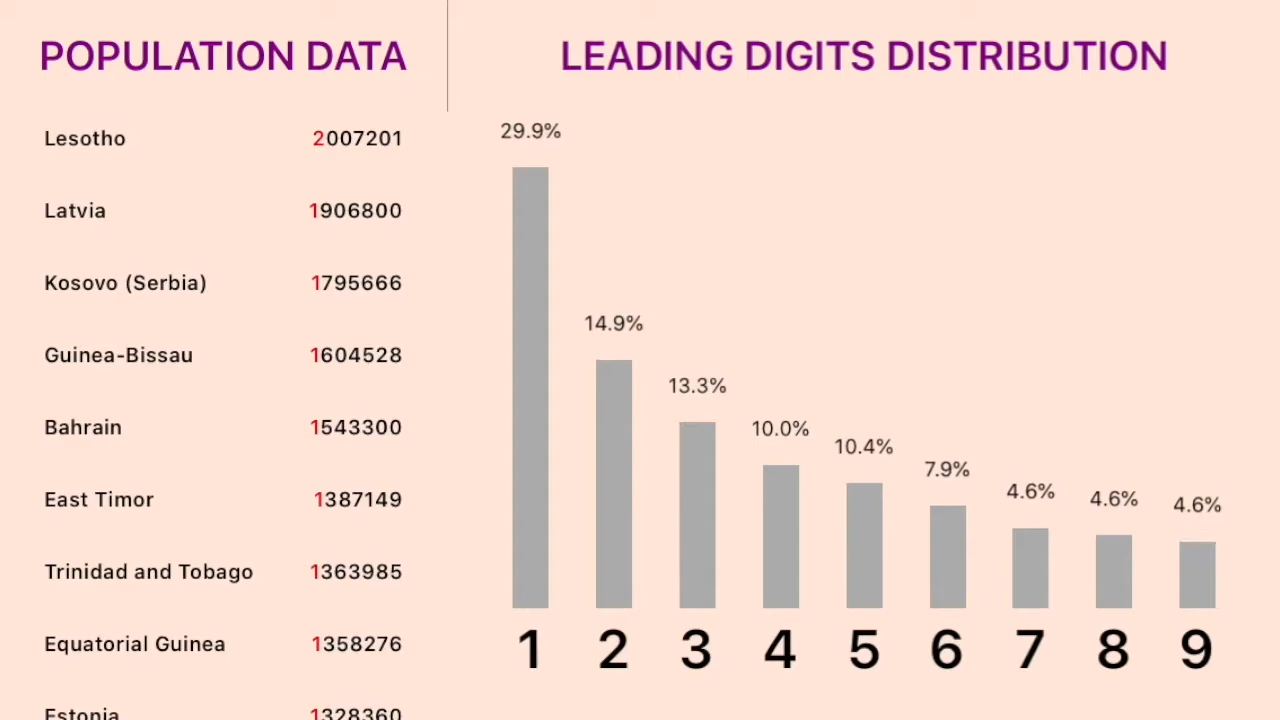 POPULATION DATA
Lesotho 2007201
Latvia 1906800
Kosovo (Serbia) 1795666
Guinea-Bissau 1604528
Bahrain 1543300
East Timor 1387149
Trinidad and Tobago 1363985
Equatorial Guinea 1358276
Estonia 1328360
LEADING DIGITS DISTRIBUTION
29.9%
14.9%
13.3%
10.0%
10.4%
7.9%
4.6%
4.6%
4.6%
1 2 3 4 5 6 7 8 9